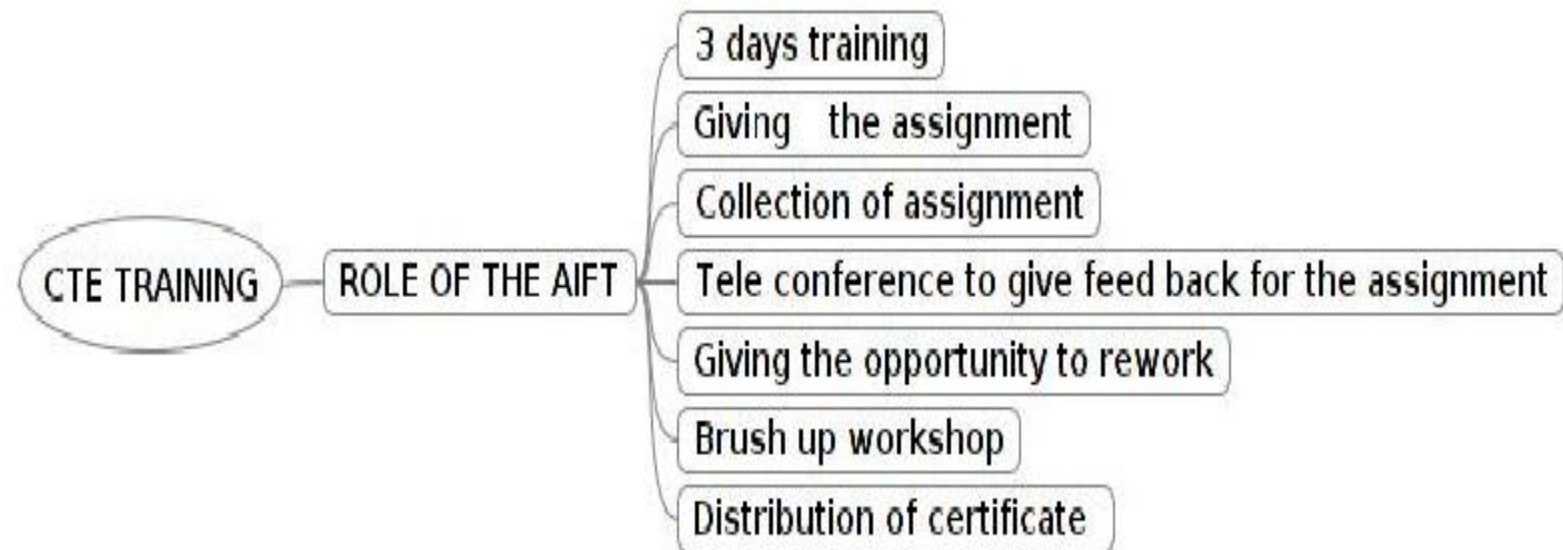 3 days training
Giving the assignment
Collection of assignment
CTE TRAINING
ROLE OF THE AIFT
Tele conference to give feed back for the assignment
Giving the opportunity to rework
Brush up workshop
Distribution of certificate